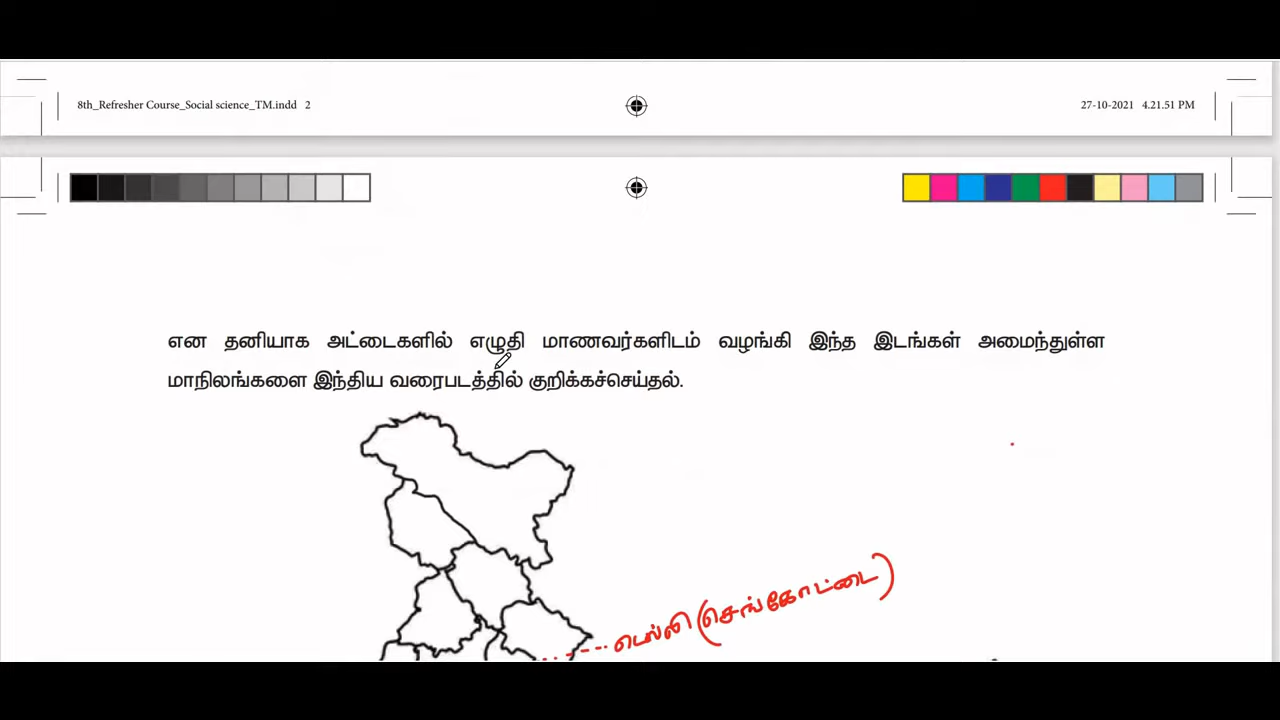 8th_Refresher Course_Social science_TM.indd 2
27-10-2021 4.21.51 PM
என தனியாக அட்டைகளில் எழுதி மாணவர்களிடம் வழங்கி இந்த இடங்கள் அமைந்துள்ள
மாநிலங்களை இந்திய வரைபடத்தில் குறிக்கச்செய்தல்.
டெல்லி (செங்கோட்டை)